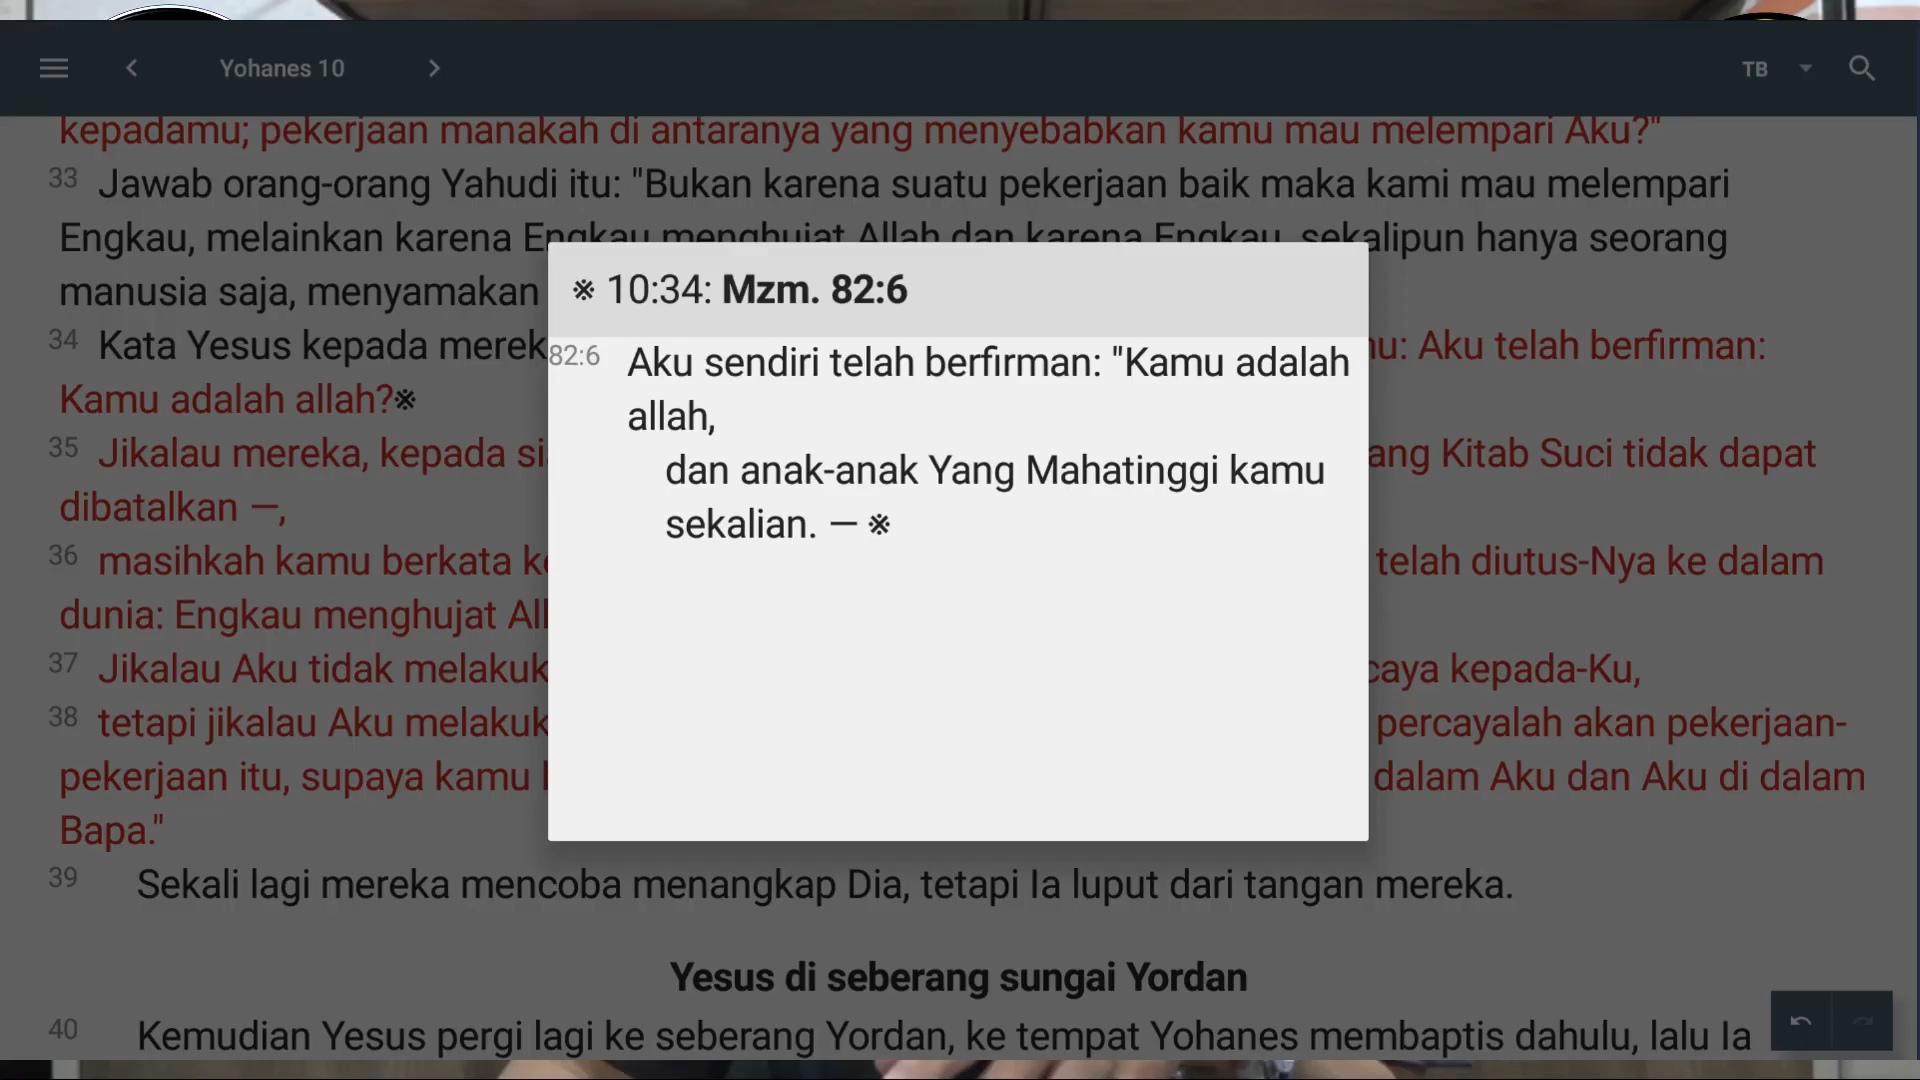 Yohanes 10
TB
kepadamu; pekerjaan manakah di antaranya yang menyebabkan kamu mau melempari Aku?"
33 Jawab orang-orang Yahudi itu: "Bukan karena suatu pekerjaan baik maka kami mau melempari
Engkau, melainkan karena Engkau menghujat Allah dan karena Engkau, sekalipun hanya seorang
manusia saja, menyamakan
34 Kata Yesus kepada Aku telah berfirman:
Kamu adalah allah?※
35 Jikalau mereka, kepada Kitab Suci tidak dapat
dibatalkan —,
36 masihkah kamu berkata telah diutus-Nya ke dalam
dunia: Engkau menghujat
37 Jikalau Aku tidak kepada-Ku,
38 tetapi jikalau Aku percayalah akan pekerjaan-
pekerjaan itu, supaya kamu dalam Aku dan Aku di dalam
Bapa."
39 Sekali lagi mereka mencoba menangkap Dia, tetapi Ia luput dari tangan mereka.
Yesus di seberang sungai Yordan
40 Kemudian Yesus pergi lagi ke seberang Yordan, ke tempat Yohanes membaptis dahulu, lalu Ia
※ 10:34: Mzm. 82:6
82:6 Aku sendiri telah berfirman: "Kamu adalah
allah,
dan anak-anak Yang Mahatinggi kamu
sekalian. — ※